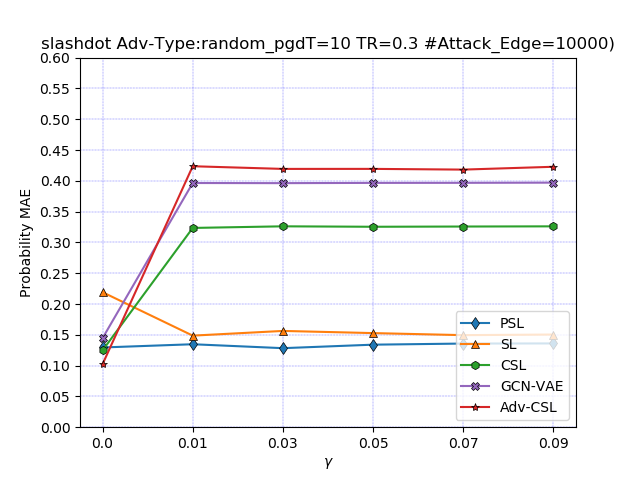 slashdot Adv-Type:random_pgdT=10 TR=0.3 #Attack_Edge=10000)
0.60
0.55
0.50
0.45
0.40
0.35
0.30
0.25
0.20
0.15
0.10
0.05
0.00
Probability MAE
PSL
SL
CSL
GCN-VAE
Adv-CSL
0.0 0.01 0.03 0.05 0.07 0.09
γ